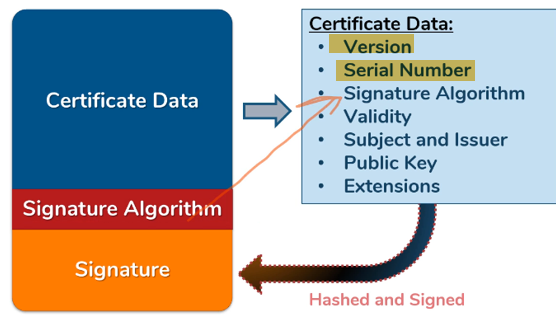 Certificate Data
Signature Algorithm
Signature
Certificate Data:
• Version
• Serial Number
• Signature Algorithm
• Validity
• Subject and Issuer
• Public Key
• Extensions
Hashed and Signed